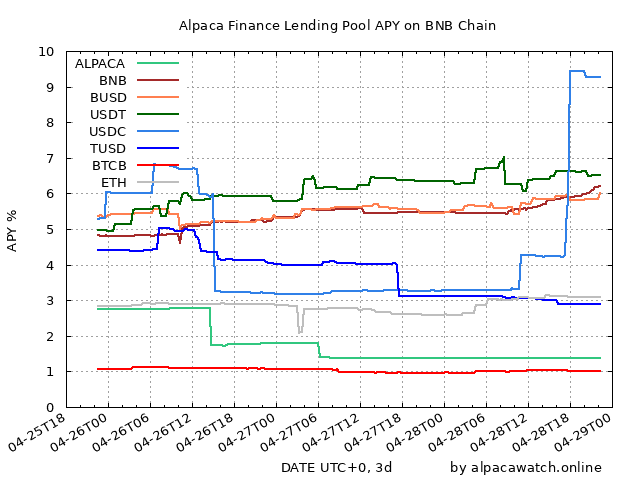 Alpaca Finance Lending Pool APY on BNB Chain
APY %
10
9
8
7
6
5
4
3
2
1
0
ALPACA
BNB
BUSD
USDT
USDC
TUSD
BTCB
ETH
04-25T18
04-26T00
04-26T06
04-26T12
04-26T18
04-27T00
04-27T06
04-27T12
04-27T18
04-28T00
04-28T06
04-28T12
04-28T18
04-29T00
DATE UTC+0, 3d
by alpacawatch.online